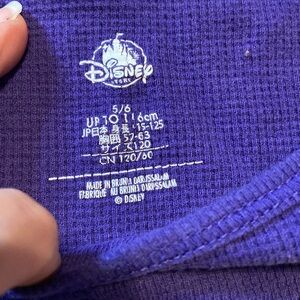 Disney
STORE
5/6
UP TO 116cm
JP日本 身長 115-125
胸囲 57-63
サイズ120
CN 120/60
MADE IN BRUNEI DARUSSALAM
FABRIQUÉ AU BRUNEI DARUSSALAM
© DISNEY